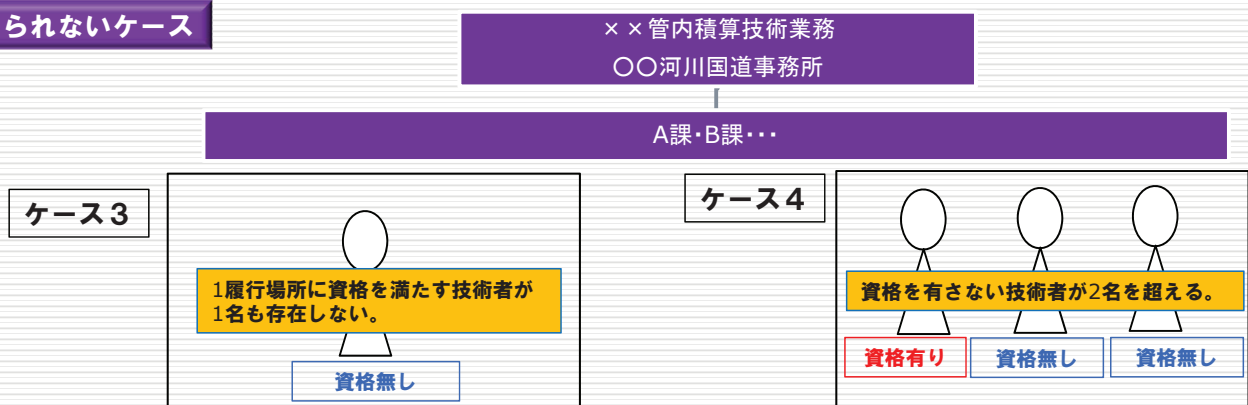 られないケース
××管内積算技術業務
○○河川国道事務所
A課・B課・・・
ケース3
1履行場所に資格を満たす技術者が
1名も存在しない。
資格無し
ケース4
資格を有さない技術者が2名を超える。
資格有り
資格無し
資格無し